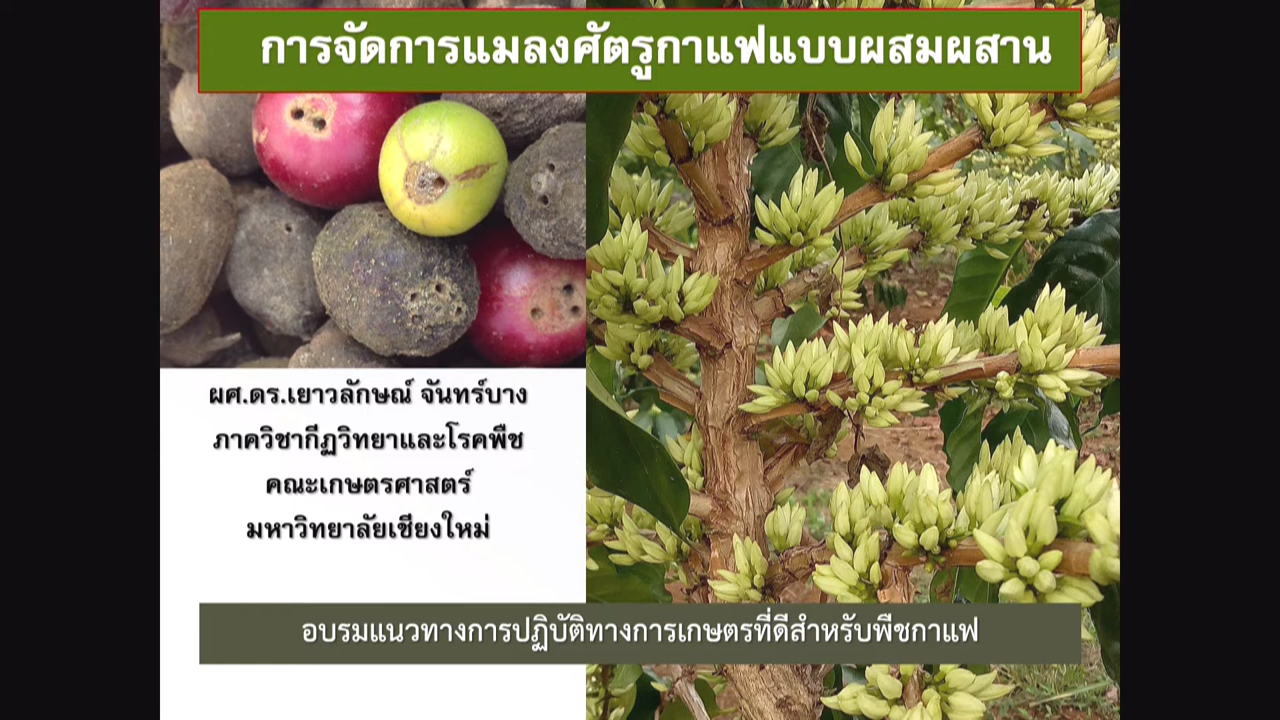 การจัดการแมลงศัตรูกาแฟแบบผสมผสาน
ผศ.ดร.เยาวลักษณ์ จันทร์บาง
ภาควิชากีฏวิทยาและโรคพืช
คณะเกษตรศาสตร์
มหาวิทยาลัยเชียงใหม่
อบรมแนวทางการปฏิบัติทางการเกษตรที่ดีสำหรับพืชกาแฟ